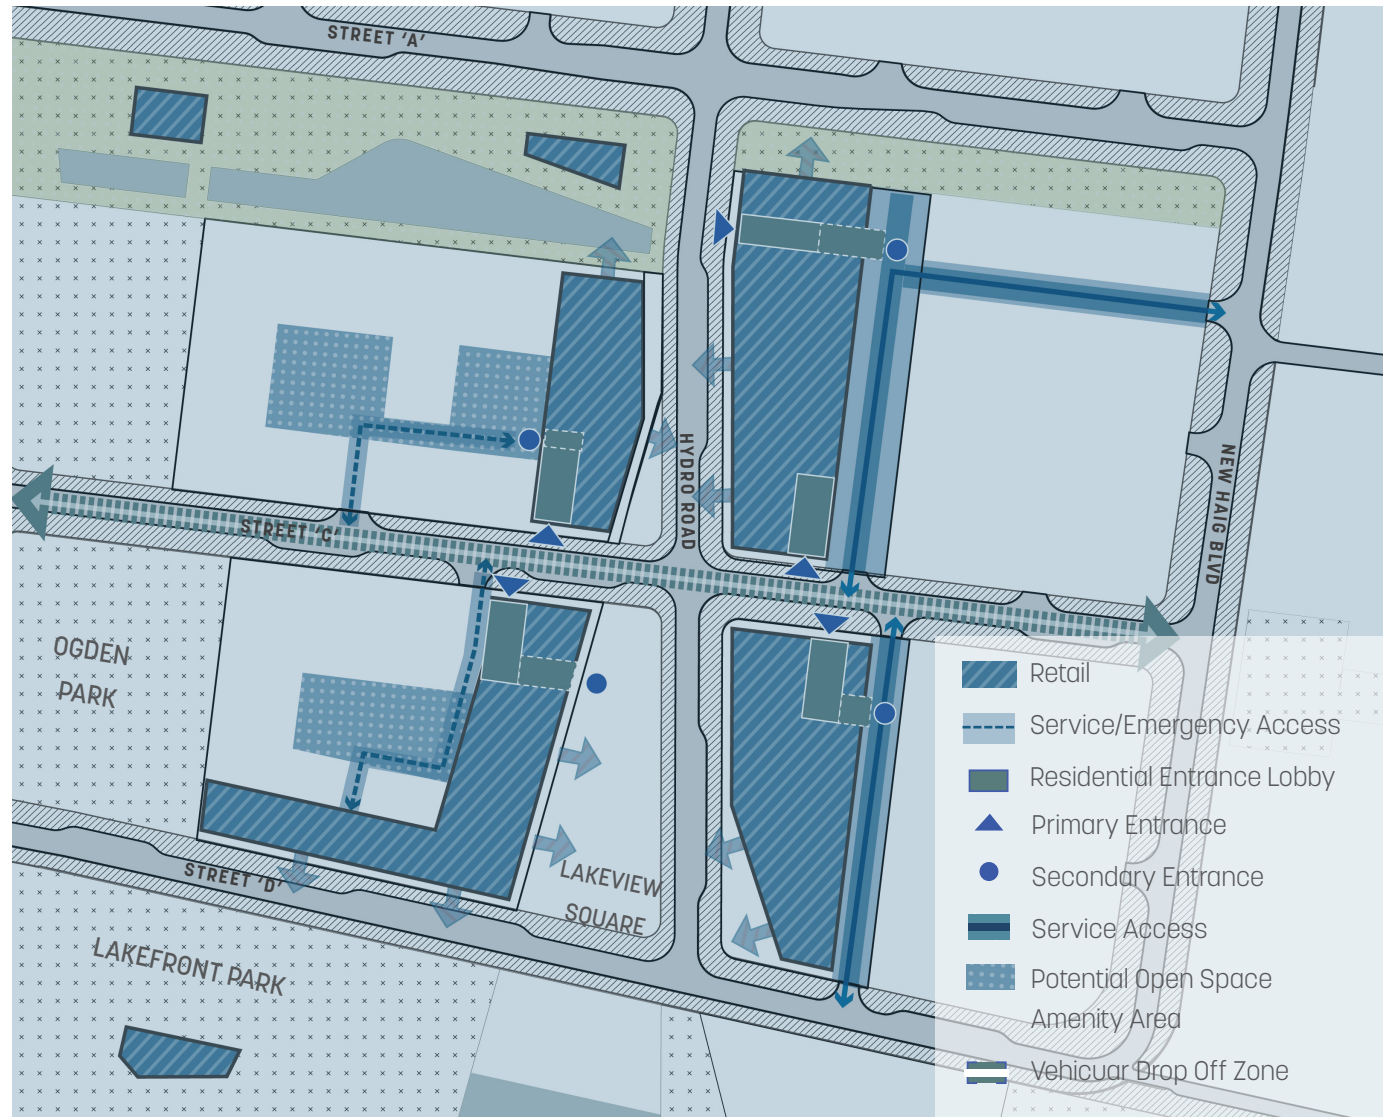 STREET ‘A’
HYDRO ROAD
NEW HAIG BLVD
STREET ‘C’
OGDEN
PARK
Retail
Service/Emergency Access
Residential Entrance Lobby
Primary Entrance
Secondary Entrance
Service Access
Potential Open Space
Amenity Area
Vehicuar Drop Off Zone
LAKEVIEW
SQUARE
STREET ‘D’
LAKEFRONT PARK